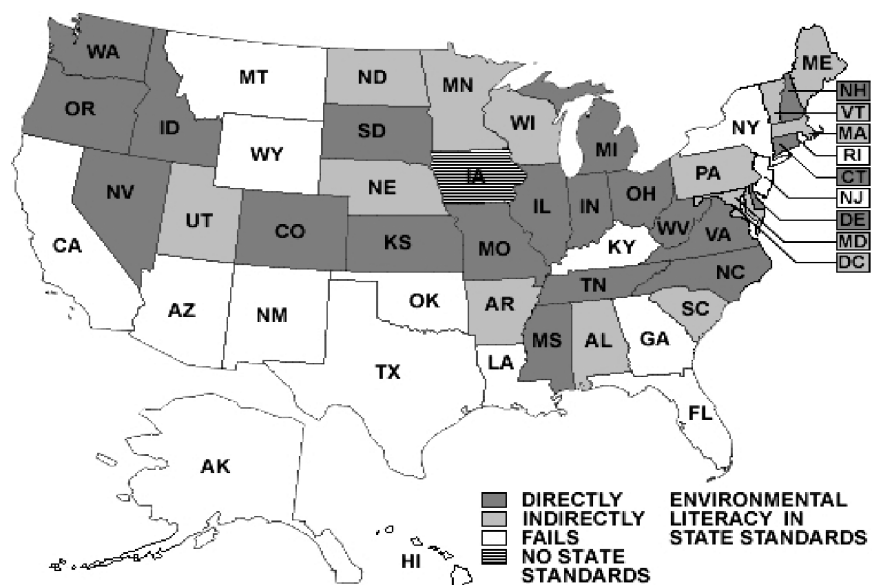 WA
MT
ND
MN
ME
NH
VT
MA
RI
CT
NJ
DE
MD
DC
OR
ID
SD
WI
NY
MI
WY
PA
IA
NE
NV
UT
CO
IL
IN
OH
WV
VA
KS
MO
KY
CA
NC
TN
AZ
NM
OK
AR
SC
MS
AL
GA
LA
TX
FL
AK
HI
DIRECTLY ENVIRONMENTAL
INDIRECTLY LITERACY IN
FAILS STATE STANDARDS
NO STATE
STANDARDS